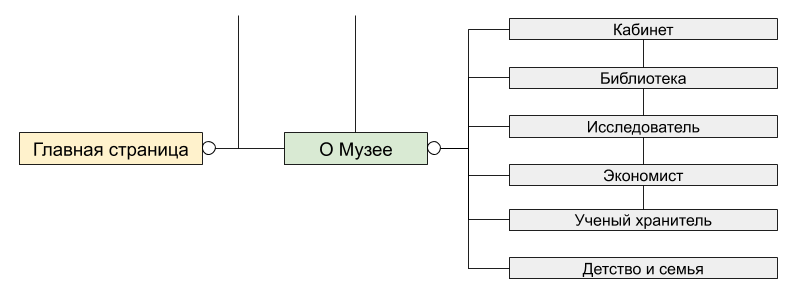 Кабинет
Библиотека
Исследователь
Главная страница
О Музее
Экономист
Ученый хранитель
Детство и семья